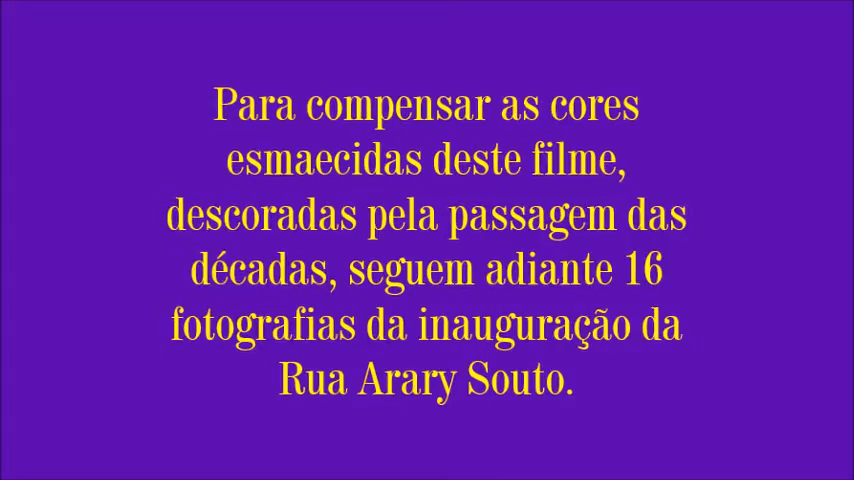 Para compensar as cores
esmaecidas deste filme,
descoradas pela passagem das
décadas, seguem adiante 16
fotografias da inauguração da
Rua Arary Souto.